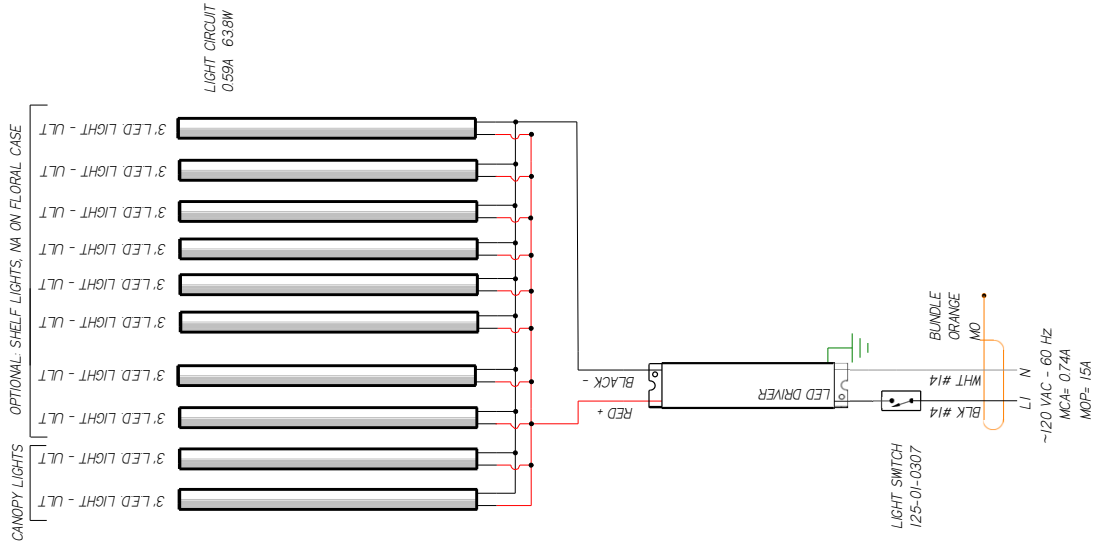 LIGHT CIRCUIT
0.59A 63.8W
OPTIONAL: SHELF LIGHTS, NA ON FLORAL CASE
3' LED LIGHT - ULT
3' LED LIGHT - ULT
3' LED LIGHT - ULT
3' LED LIGHT - ULT
3' LED LIGHT - ULT
3' LED LIGHT - ULT
3' LED LIGHT - ULT
3' LED LIGHT - ULT
CANOPY LIGHTS
3' LED LIGHT - ULT
3' LED LIGHT - ULT
BLACK -
RED +
LED DRIVER
BUNDLE
ORANGE
MO
WHT #14
BLK #14
N
L1
~120 VAC - 60 Hz
MCA= 0.74A
MOP= 15A
LIGHT SWITCH
125-01-0307